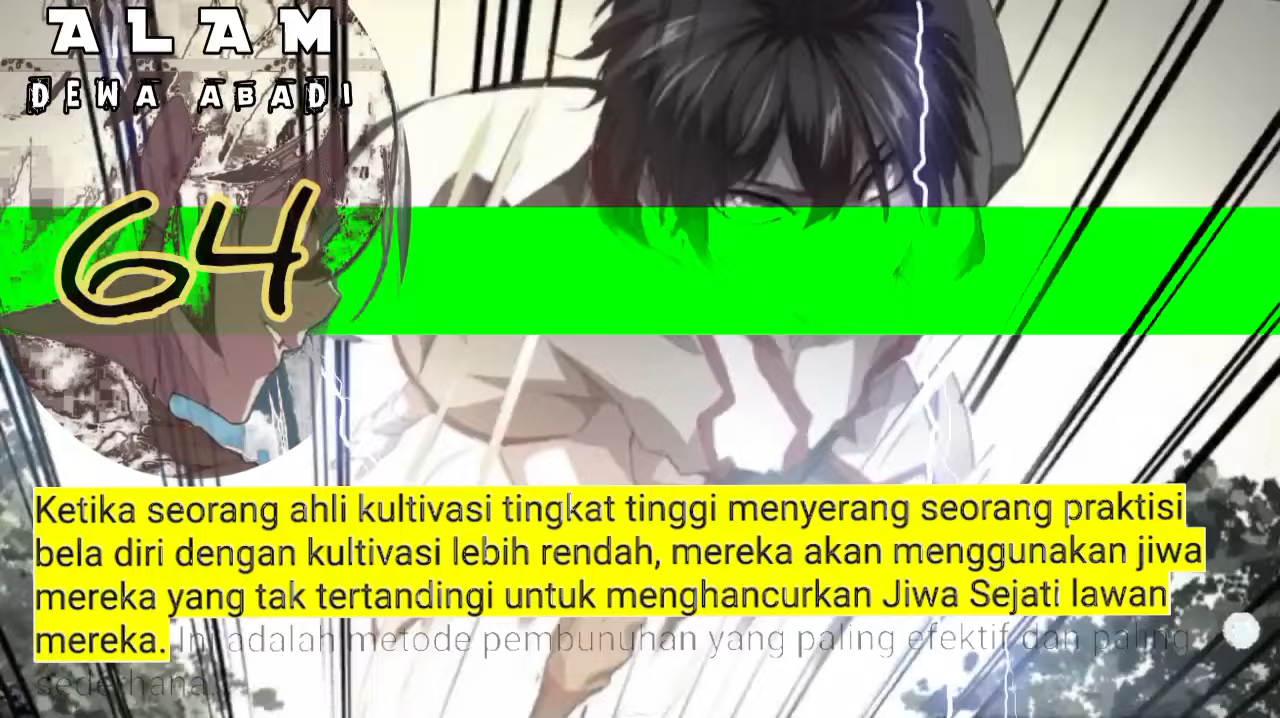 ALAM
DEWA ABADI
64
Ketika seorang ahli kultivasi tingkat tinggi menyerang seorang praktisi
bela diri dengan kultivasi lebih rendah, mereka akan menggunakan jiwa
mereka yang tak tertandingi untuk menghancurkan Jiwa Sejati lawan
mereka. Ini adalah metode pembunuhan yang paling efektif dan paling
sederhana.